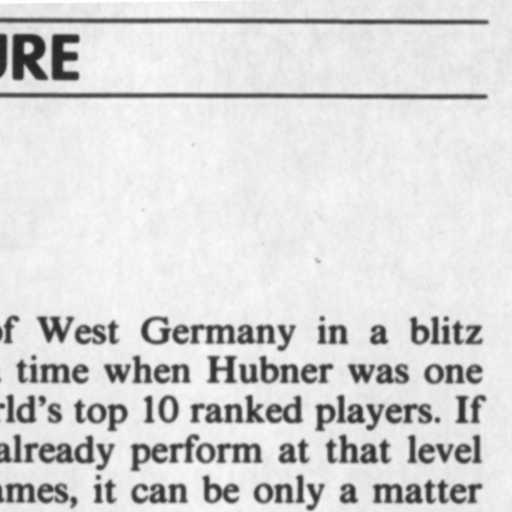 URE
of West Germany in a blitz
time when Hubner was one
rld's top 10 ranked players. If
already perform at that level
ames, it can be only a matter